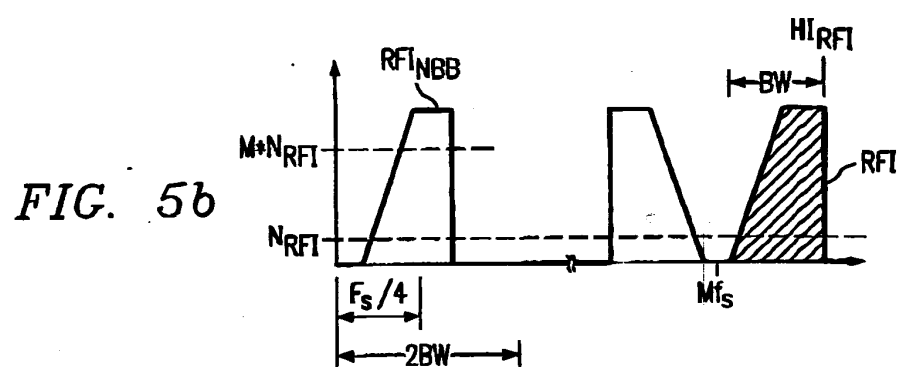 FIG. 5b
RFI_NBB
HI_RFI
BW
M*N_RFI
RFI
N_RFI
Mf_s
F_s/4
2BW